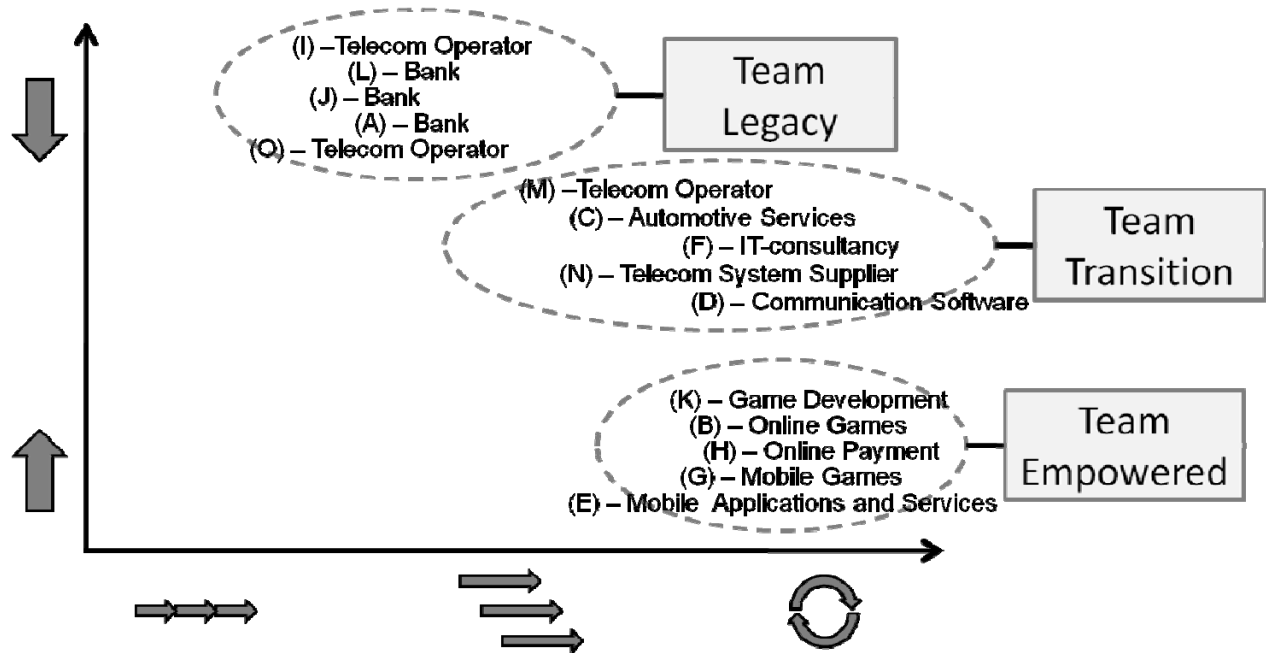 (I) –Telecom Operator
(L) – Bank
(J) – Bank
(A) – Bank
(O) – Telecom Operator
Team
Legacy
(M) –Telecom Operator
(C) – Automotive Services
(F) – IT-consultancy
(N) – Telecom System Supplier
(D) – Communication Software
Team
Transition
(K) – Game Development
(B) – Online Games
(H) – Online Payment
(G) – Mobile Games
(E) – Mobile Applications and Services
Team
Empowered